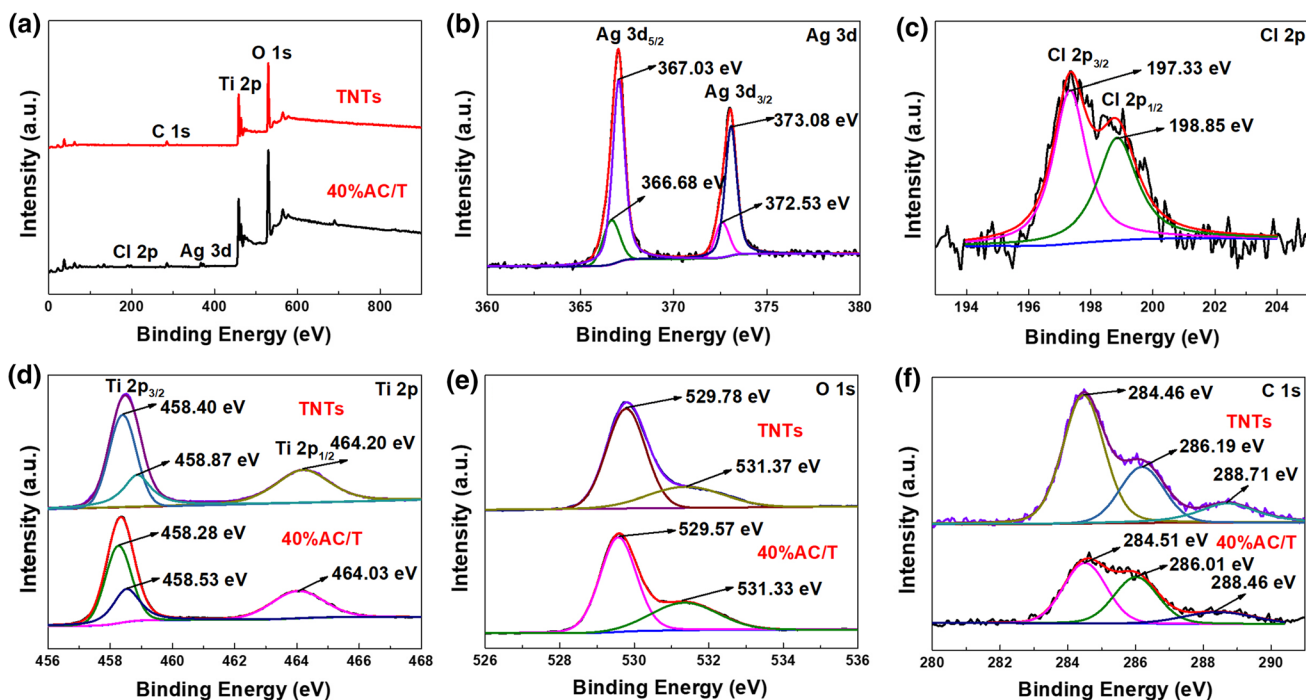 (a)
O 1s
Ti 2p
TNTs
C 1s
40%AC/T
Cl 2p
Ag 3d
Intensity (a.u.)
0 200 400 600 800
Binding Energy (eV)
(b)
Ag 3d5/2
Ag 3d
367.03 eV
Ag 3d3/2
373.08 eV
366.68 eV
372.53 eV
Intensity (a.u.)
360 365 370 375 380
Binding Energy (eV)
(c)
Cl 2p
Cl 2p3/2
197.33 eV
Cl 2p1/2
198.85 eV
Intensity (a.u.)
194 196 198 200 202 204
Binding Energy (eV)
(d)
Ti 2p3/2
Ti 2p
458.40 eV
TNTs
Ti 2p1/2
464.20 eV
458.87 eV
40%AC/T
458.28 eV
458.53 eV
464.03 eV
Intensity (a.u.)
456 458 460 462 464 466 468
Binding Energy (eV)
(e)
O 1s
529.78 eV
TNTs
531.37 eV
40%AC/T
529.57 eV
531.33 eV
Intensity (a.u.)
526 528 530 532 534 536
Binding Energy (eV)
(f)
C 1s
284.46 eV
TNTs
286.19 eV
288.71 eV
40%AC/T
284.51 eV
286.01 eV
288.46 eV
Intensity (a.u.)
280 282 284 286 288 290
Binding Energy (eV)